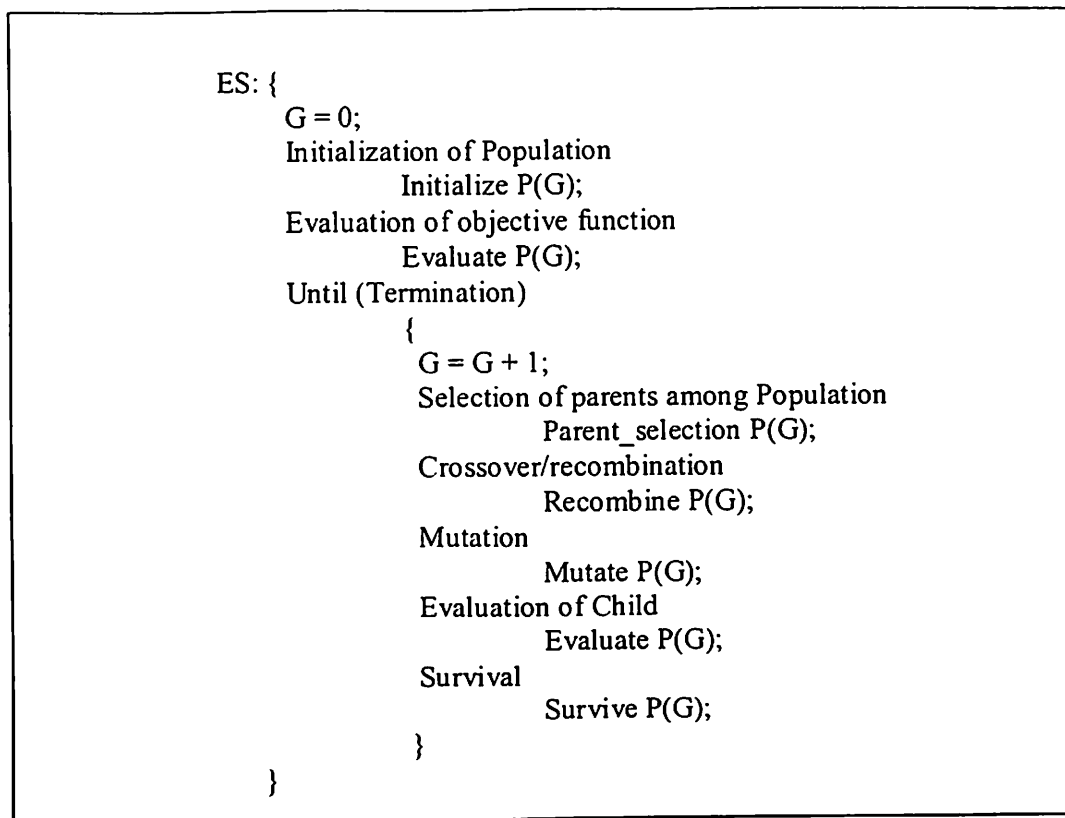 ES: {
G = 0;
Initialization of Population
Initialize P(G);
Evaluation of objective function
Evaluate P(G);
Until (Termination)
{
G = G + 1;
Selection of parents among Population
Parent_selection P(G);
Crossover/recombination
Recombine P(G);
Mutation
Mutate P(G);
Evaluation of Child
Evaluate P(G);
Survival
Survive P(G);
}
}